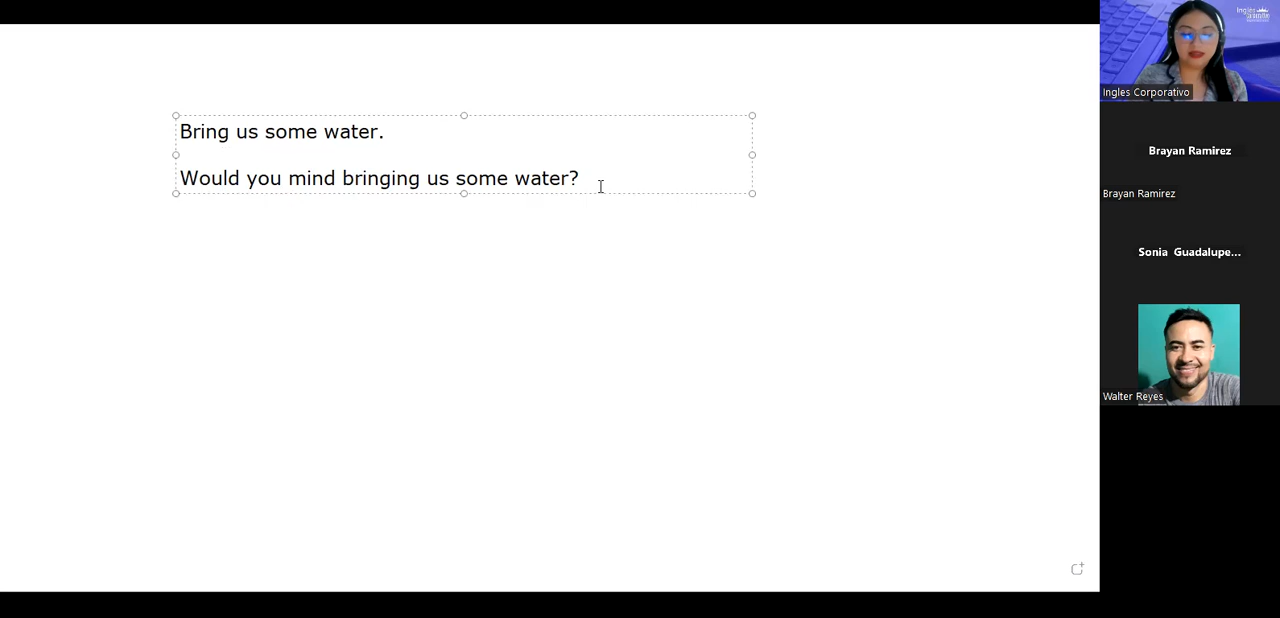 Bring us some water.
Would you mind bringing us some water?
Ingles
Ingles Corporativo
Brayan Ramirez
Brayan Ramirez
Sonia Guadalupe...
Walter Reyes